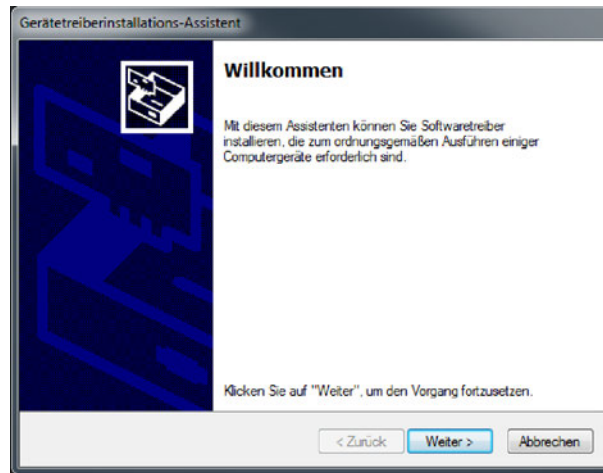 Gerätetreiberinstallations-Assistent
Willkommen
Mit diesem Assistenten können Sie Softwaretreiber
installieren, die zum ordnungsgemäßen Ausführen einiger
Computergeräte erforderlich sind.
Klicken Sie auf "Weiter", um den Vorgang fortzusetzen.
< Zurück Weiter > Abbrechen